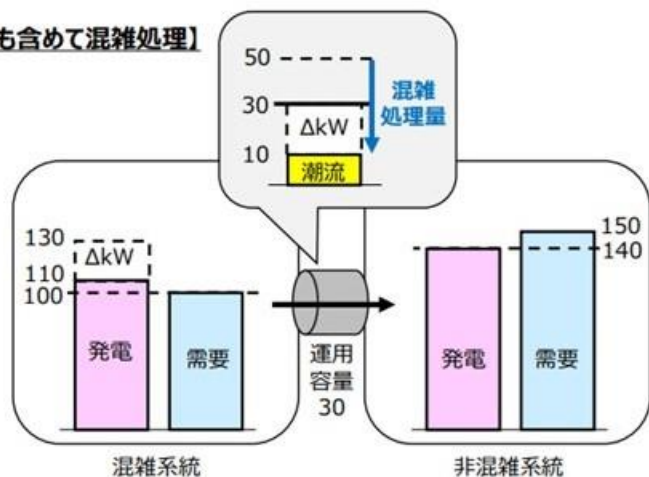 も含めて混雑処理】
50
30
10
ΔkW
潮流
混雑
処理量
130
110
100
ΔkW
発電
需要
運用
容量
30
発電
需要
150
140
混雑系統
非混雑系統